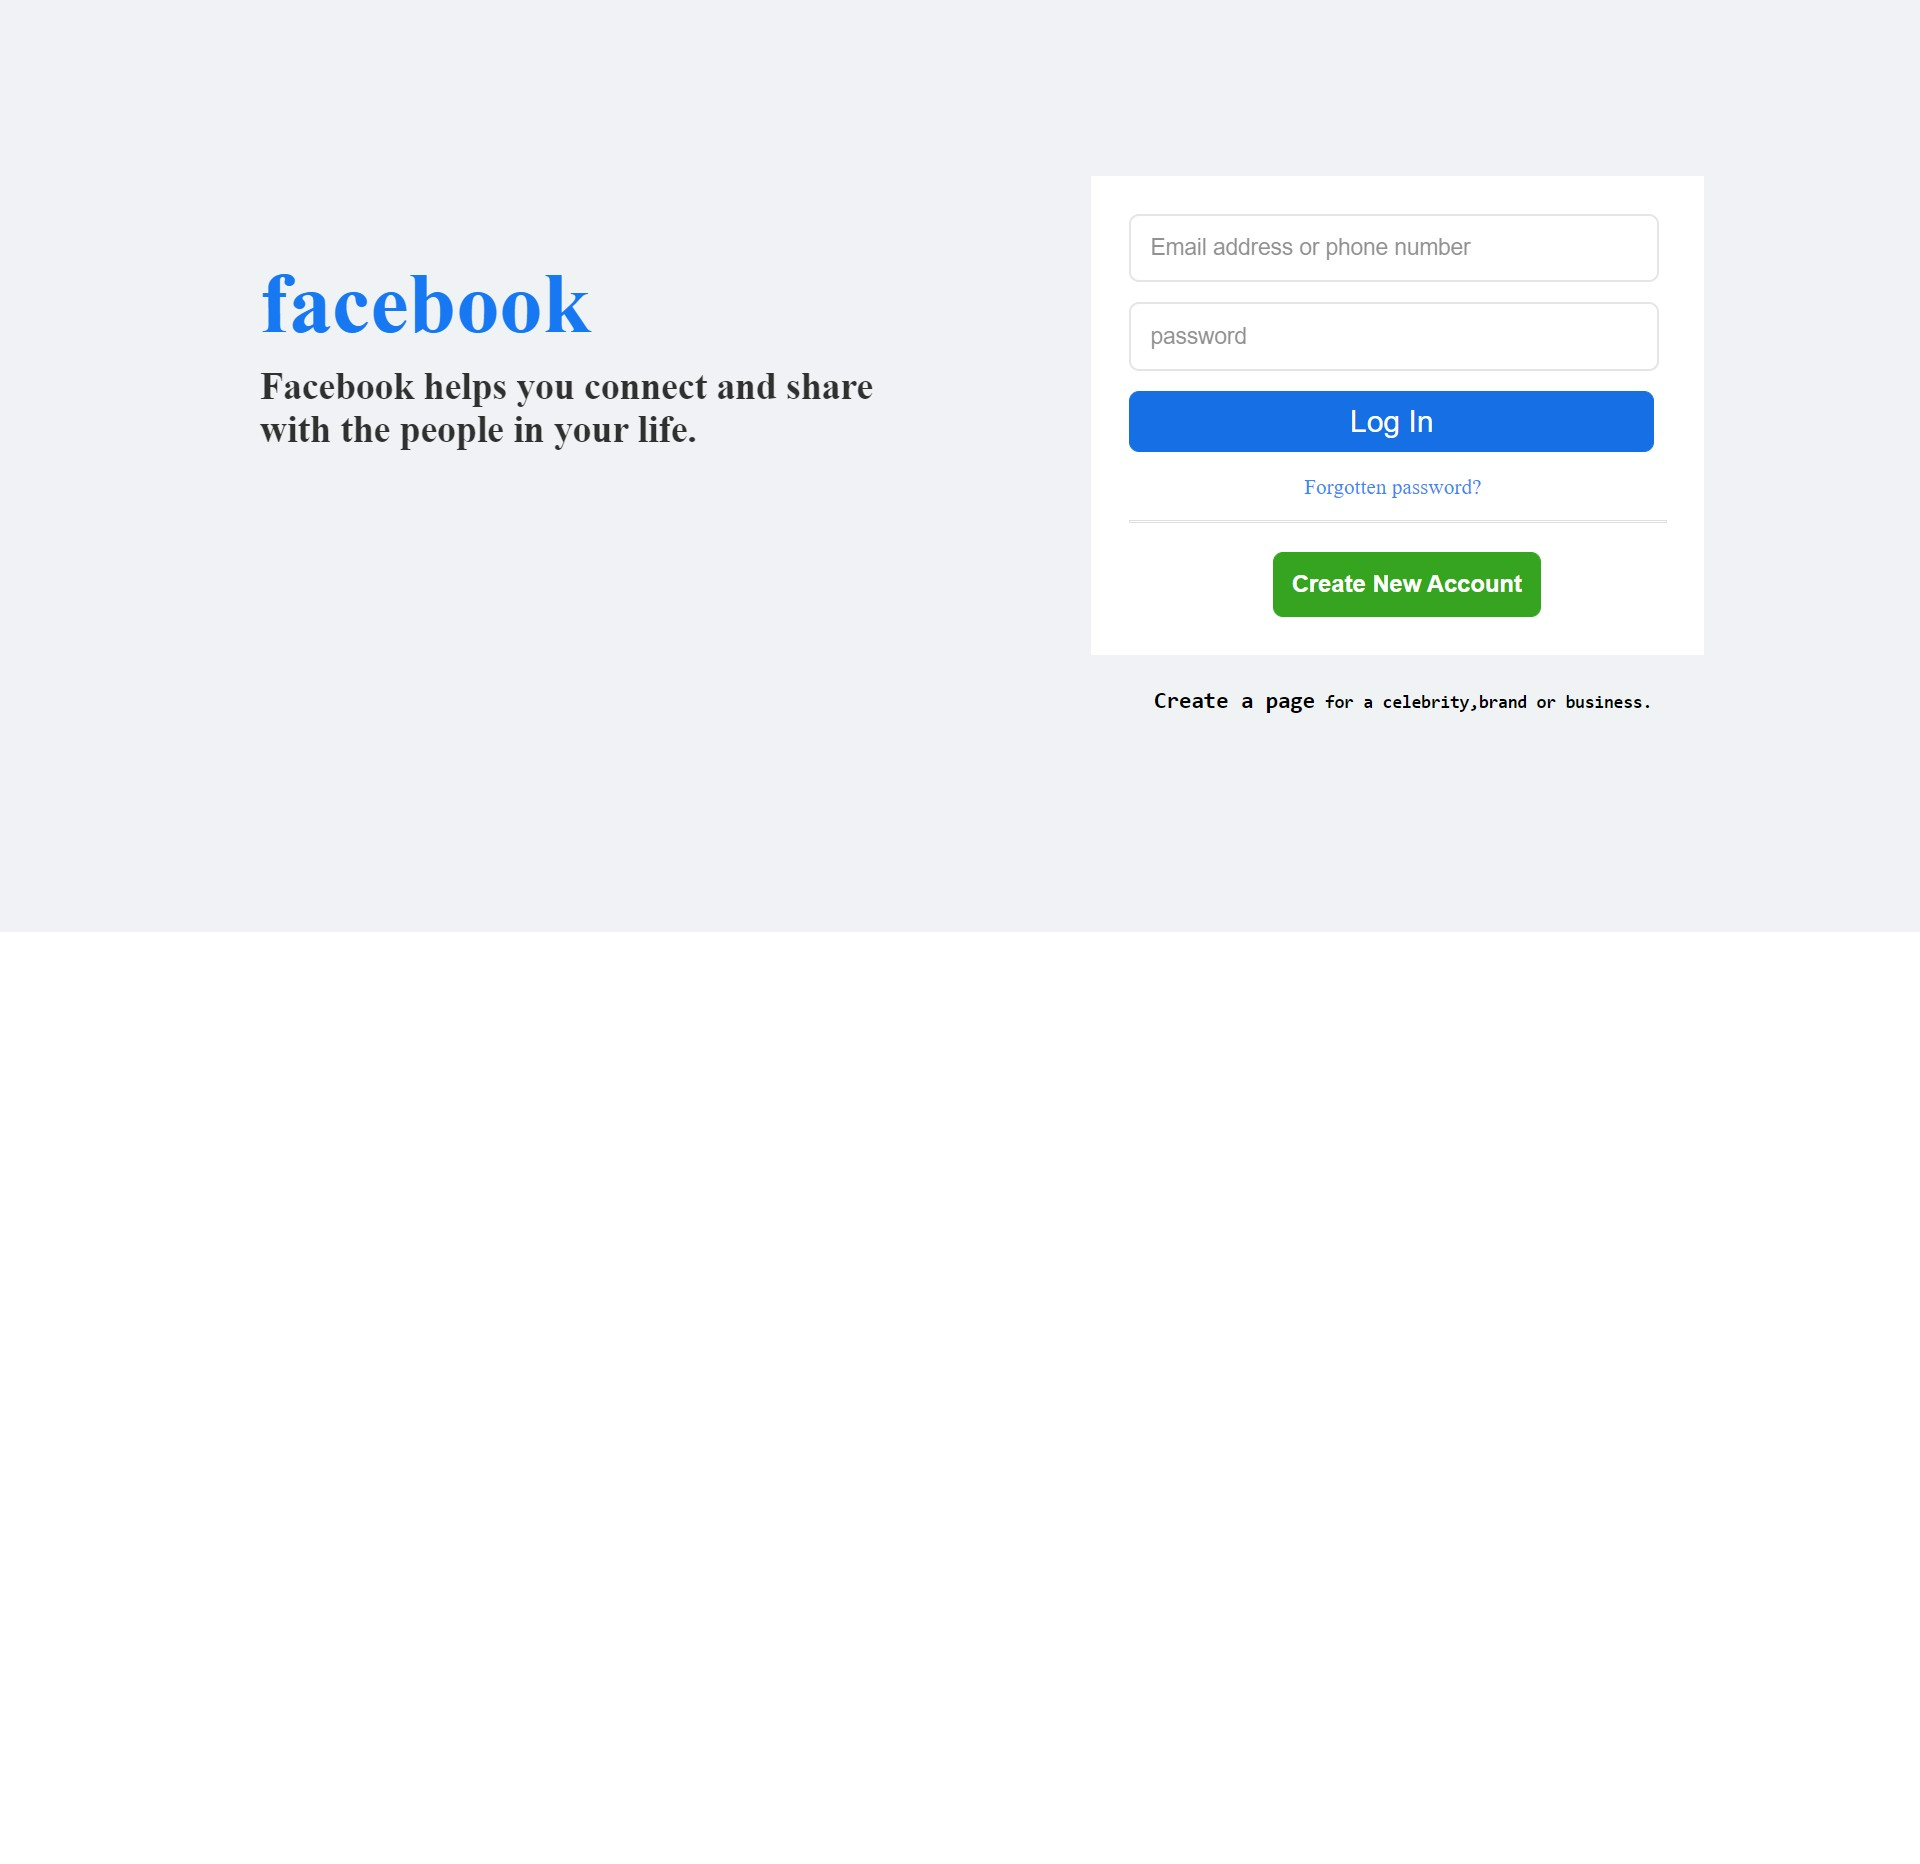 facebook
Facebook helps you connect and share
with the people in your life.
Email address or phone number
password
Log In
Forgotten password?
Create New Account
Create a page for a celebrity,brand or business.